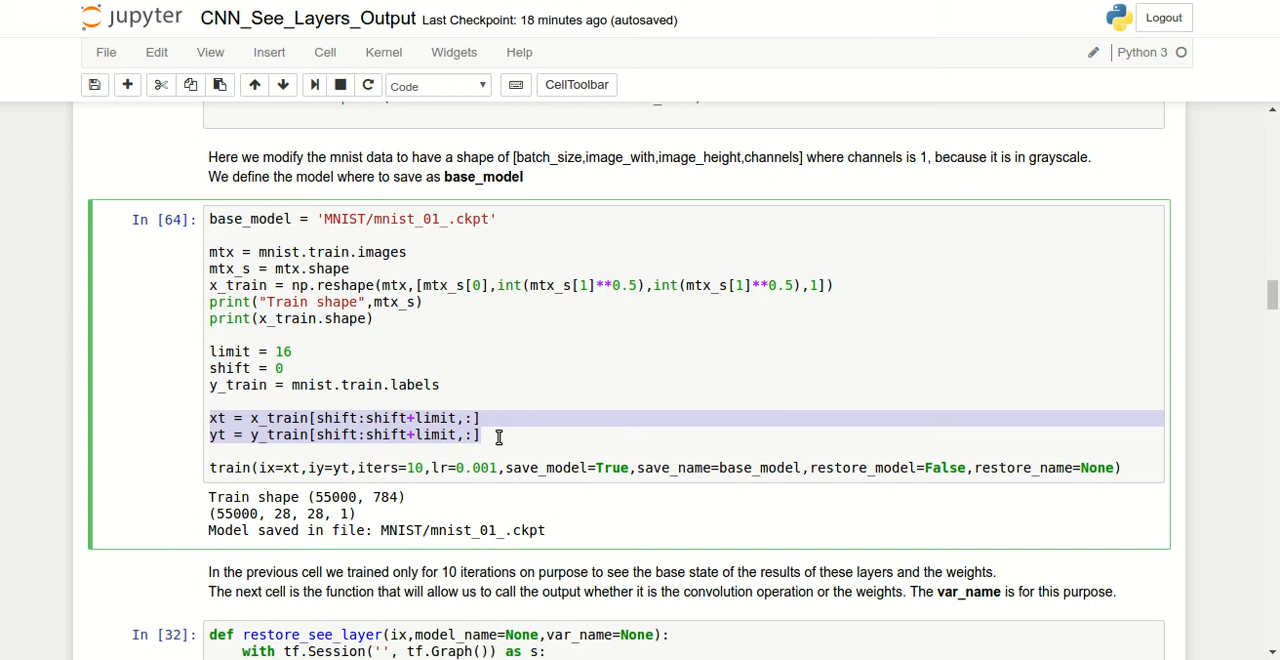 jupyter CNN_See_Layers_Output Last Checkpoint: 18 minutes ago (autosaved) Logout
File Edit View Insert Cell Kernel Widgets Help Python 3
Code CellToolbar
Here we modify the mnist data to have a shape of [batch_size,image_with,image_height,channels] where channels is 1, because it is in grayscale.
We define the model where to save as base_model
In [64]: base_model = 'MNIST/mnist_01_.ckpt'
mtx = mnist.train.images
mtx_s = mtx.shape
x_train = np.reshape(mtx,[mtx_s[0],int(mtx_s[1]**0.5),int(mtx_s[1]**0.5),1])
print("Train shape",mtx_s)
print(x_train.shape)
limit = 16
shift = 0
y_train = mnist.train.labels
xt = x_train[shift:shift+limit,:]
yt = y_train[shift:shift+limit,:]
train(ix=xt,iy=yt,iters=10,lr=0.001,save_model=True,save_name=base_model,restore_model=False,restore_name=None)
Train shape (55000, 784)
(55000, 28, 28, 1)
Model saved in file: MNIST/mnist_01_.ckpt
In the previous cell we trained only for 10 iterations on purpose to see the base state of the results of these layers and the weights.
The next cell is the function that will allow us to call the output whether it is the convolution operation or the weights. The var_name is for this purpose.
In [32]: def restore_see_layer(ix,model_name=None,var_name=None):
with tf.Session('', tf.Graph()) as s: